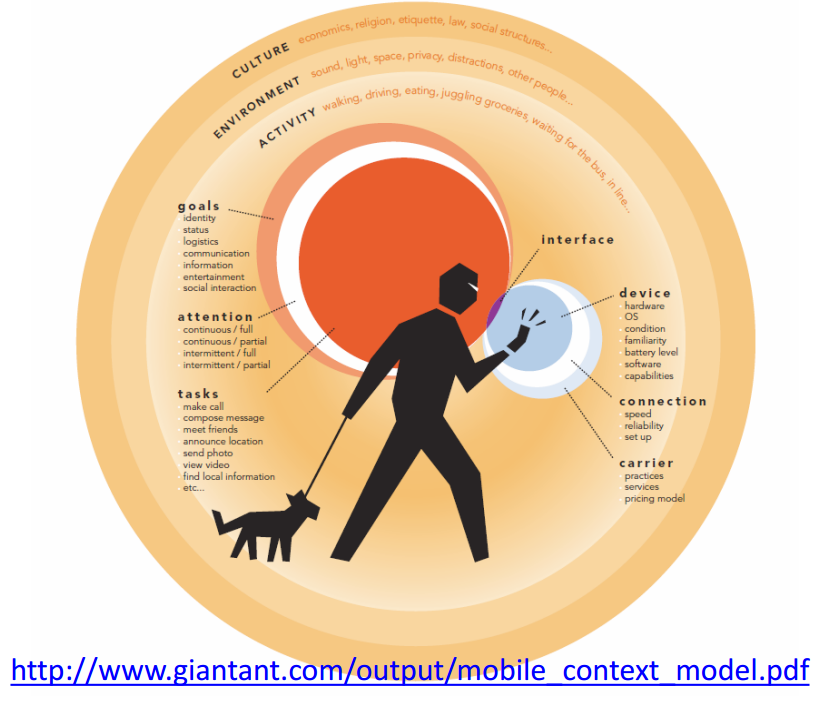 CULTURE economics, religion, etiquette, law, social structures...
ENVIRONMENT sound, light, space, privacy, distractions, other people...
ACTIVITY walking, driving, eating, juggling groceries, waiting for the bus, in line...
goals
identity
status
logistics
communication
information
entertainment
social interaction
attention
continuous / full
continuous / partial
intermittent / full
intermittent / partial
tasks
make call
compose message
meet friends
announce location
send photo
view video
find local information
etc...
interface
device
hardware
OS
condition
familiarity
battery level
software
capabilities
connection
speed
reliability
set up
carrier
practices
services
pricing model
http://www.giantant.com/output/mobile_context_model.pdf